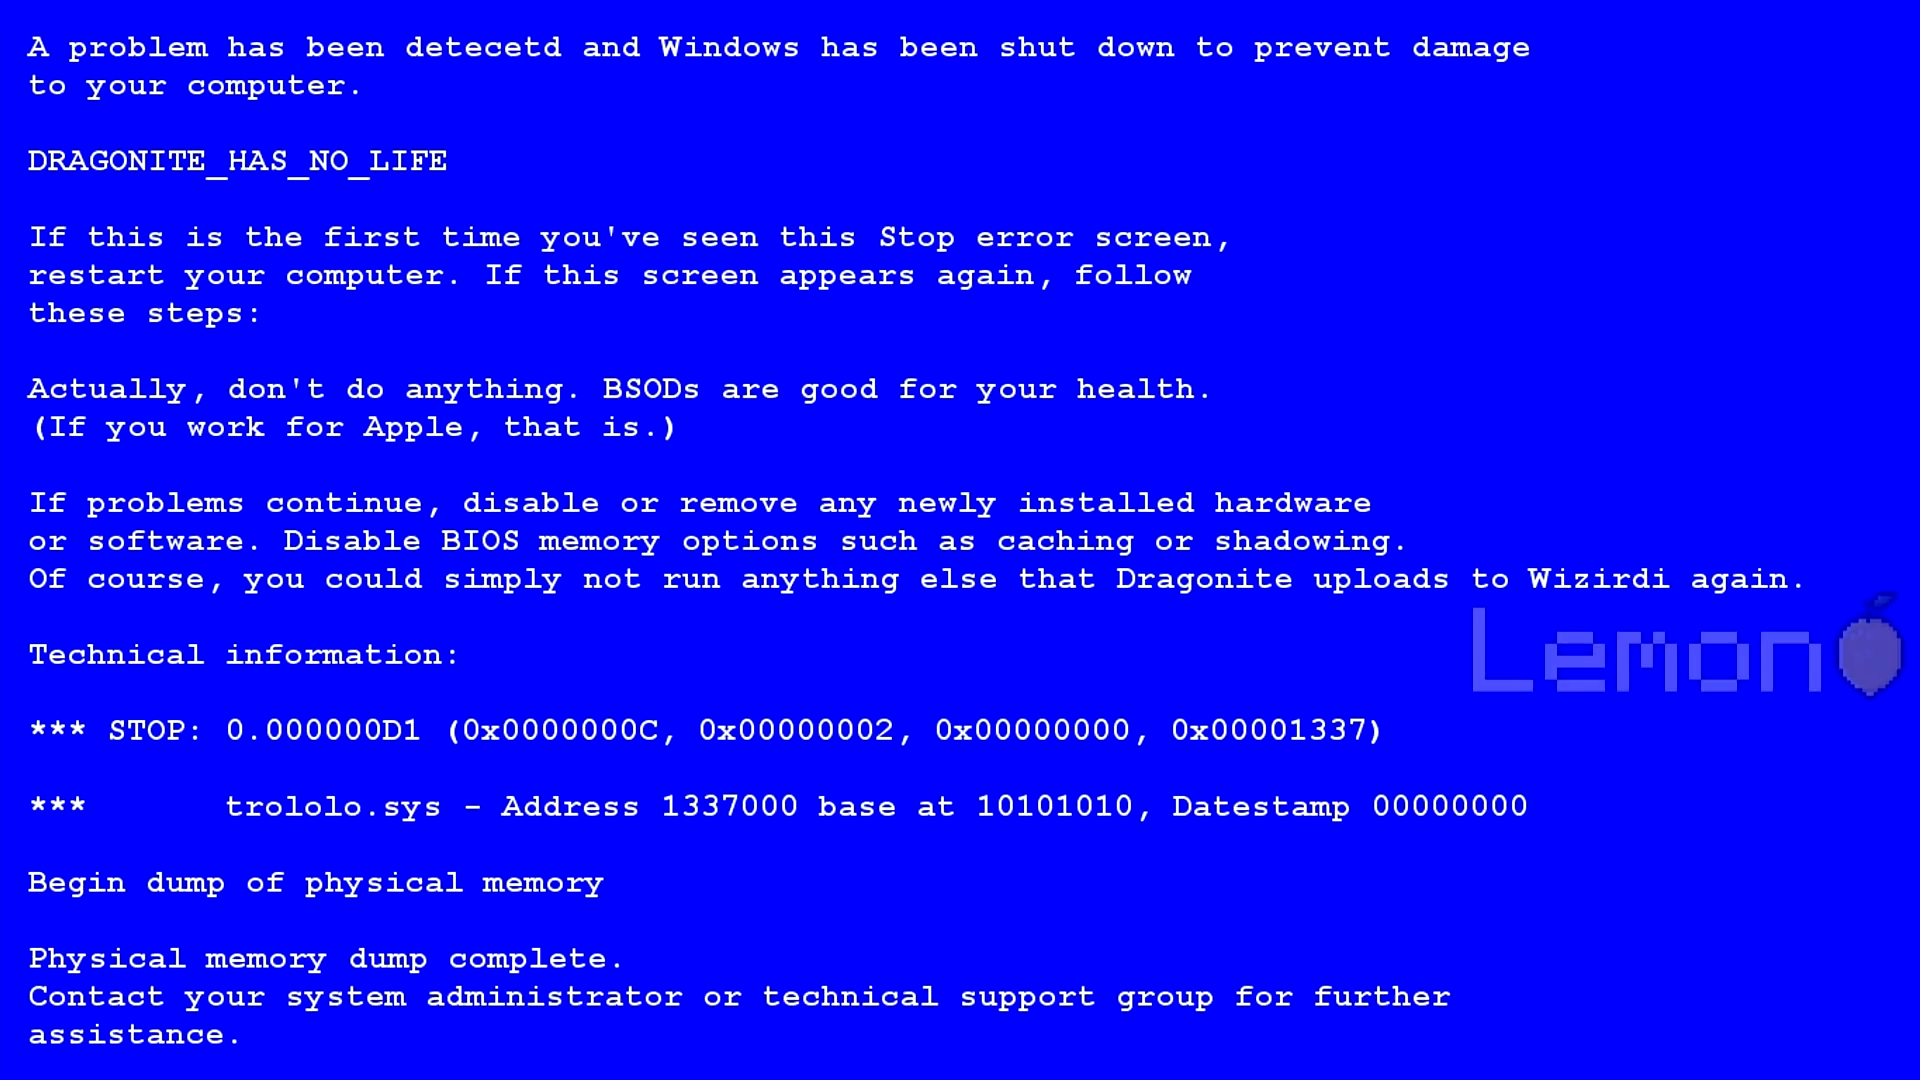 A problem has been detecetd and Windows has been shut down to prevent damage
to your computer.
DRAGONITE_HAS_NO_LIFE
If this is the first time you've seen this Stop error screen,
restart your computer. If this screen appears again, follow
these steps:
Actually, don't do anything. BSODs are good for your health.
(If you work for Apple, that is.)
If problems continue, disable or remove any newly installed hardware
or software. Disable BIOS memory options such as caching or shadowing.
Of course, you could simply not run anything else that Dragonite uploads to Wizirdi again.
Lemon
Technical information:
*** STOP: 0.000000D1 (0x0000000C, 0x00000002, 0x00000000, 0x00001337)
*** trololo.sys - Address 1337000 base at 10101010, Datestamp 00000000
Begin dump of physical memory
Physical memory dump complete.
Contact your system administrator or technical support group for further
assistance.